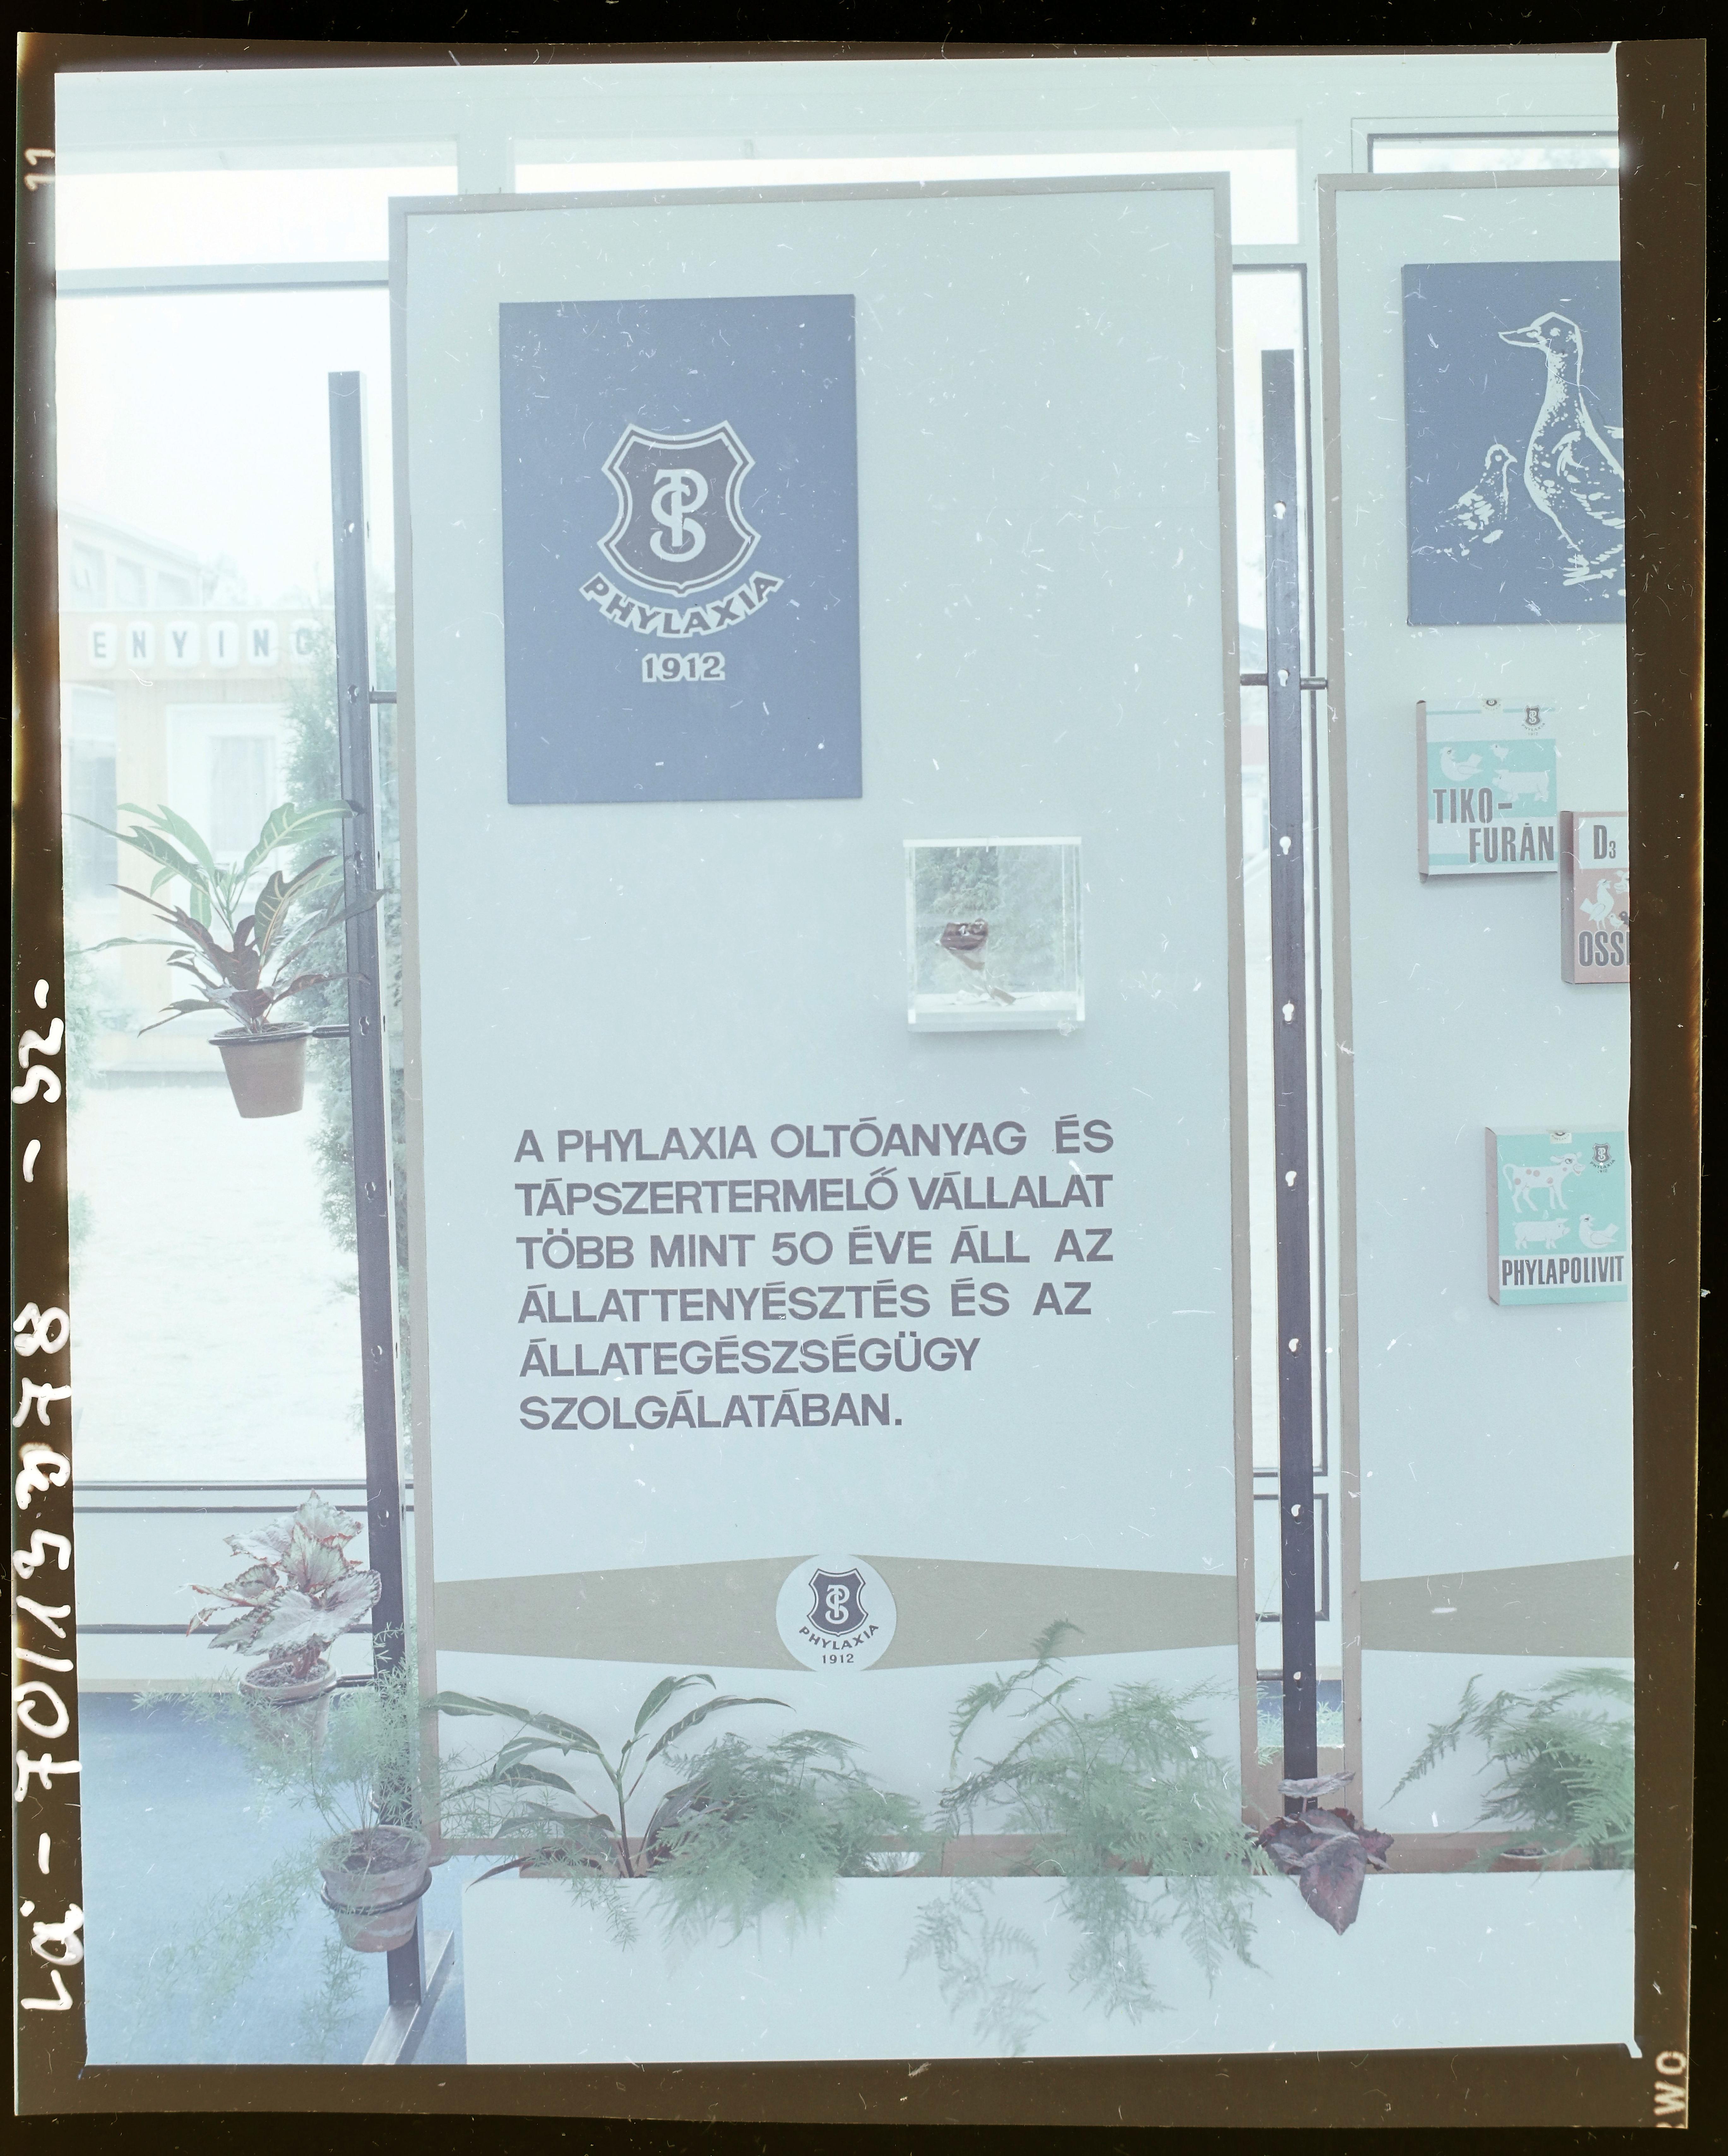 11
PHYLAXIA
1912
ENYING
TIKO-
FURÁN
D3
OSSI
A PHYLAXIA OLTÓANYAG ÉS
TÁPSZERTERMELŐ VÁLLALAT
TÖBB MINT 50 ÉVE ÁLL AZ
ÁLLATTENYÉSZTÉS ÉS AZ
ÁLLATEGÉSZSÉGÜGY
SZOLGÁLATÁBAN.
PHYLAPOLIVIT
PHYLAXIA
1912